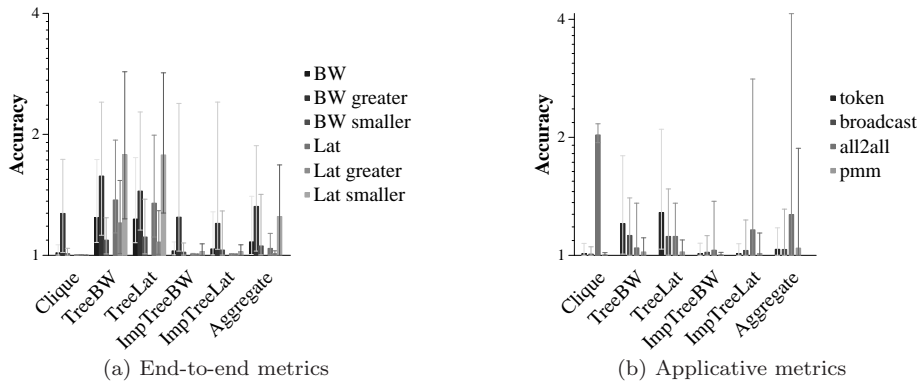 4
2
1
Accuracy
BW
BW greater
BW smaller
Lat
Lat greater
Lat smaller
Clique
TreeBW
TreeLat
ImpTreeBW
ImpTreeLat
Aggregate
(a) End-to-end metrics
4
2
1
Accuracy
token
broadcast
all2all
pmm
Clique
TreeBW
TreeLat
ImpTreeBW
ImpTreeLat
Aggregate
(b) Applicative metrics